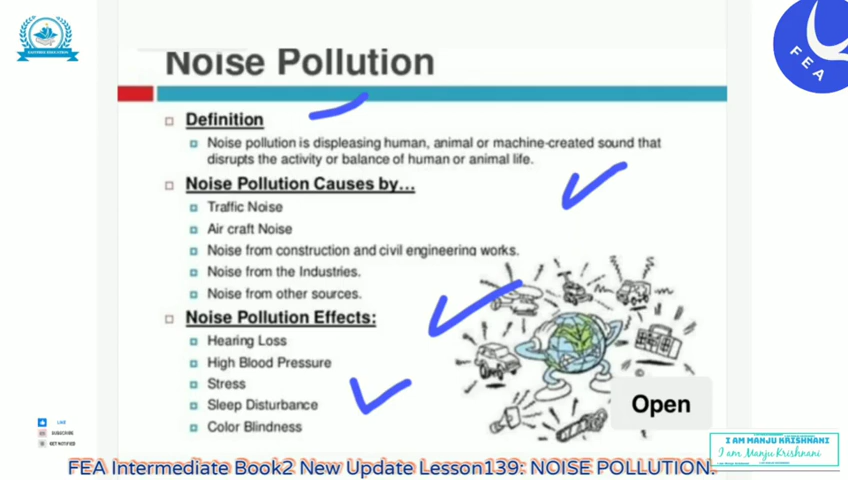 Noise Pollution
FEA
Definition
Noise pollution is displeasing human, animal or machine-created sound that
disrupts the activity or balance of human or animal life.
Noise Pollution Causes by…
Traffic Noise
Air craft Noise
Noise from construction and civil engineering works.
Noise from the Industries.
Noise from other sources.
Noise Pollution Effects:
Hearing Loss
High Blood Pressure
Stress
Sleep Disturbance
Color Blindness
Open
LIKE
SUBSCRIBE
GET NOTIFIED
I AM MANJU KRISHNANI
I am Manju Krishnani
FEA Intermediate Book2 New Update Lesson139: NOISE POLLUTION.